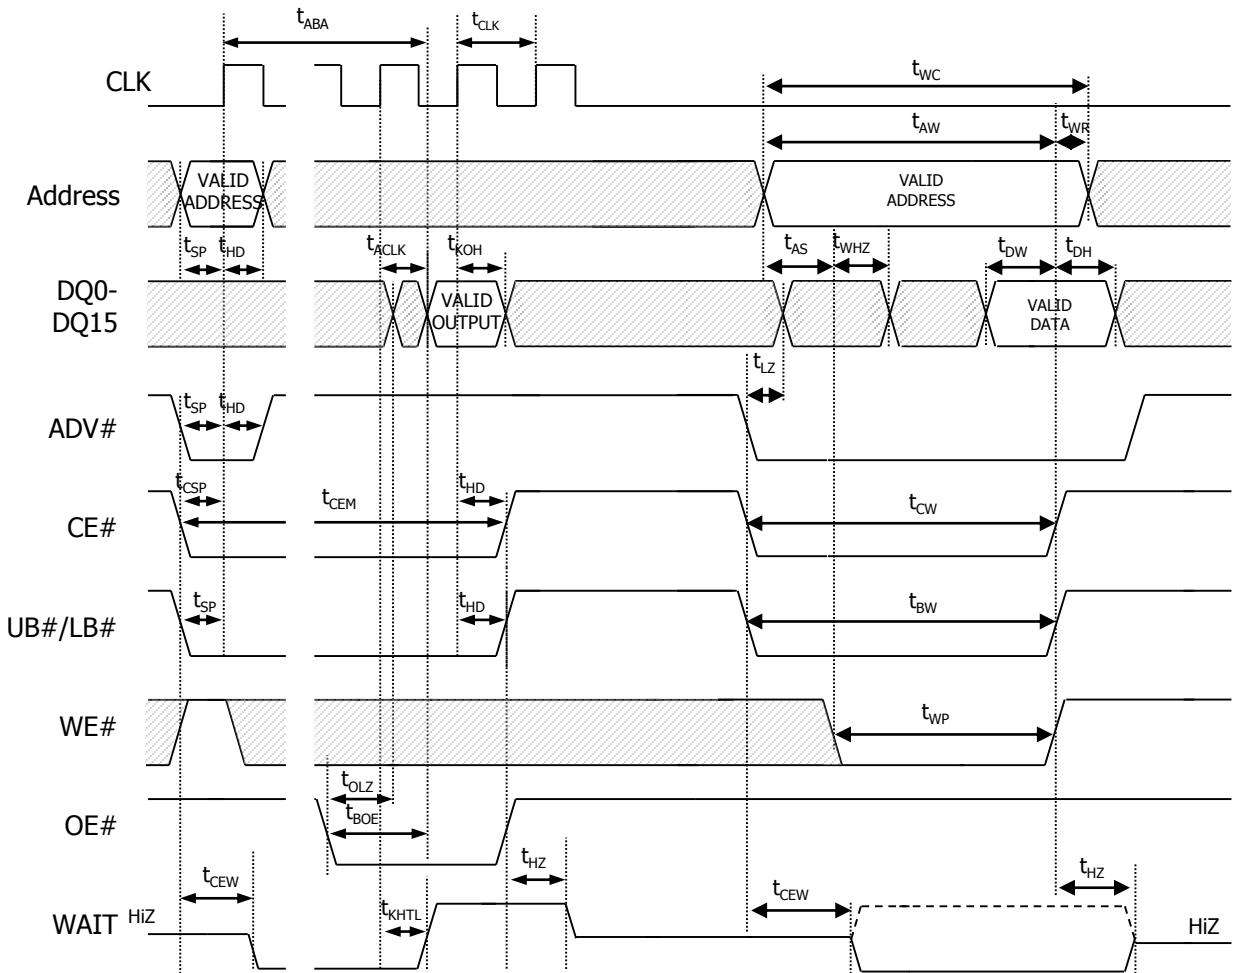 tABA
tCLK
CLK
tWC
tAW
tWR
Address
VALID
ADDRESS
VALID
ADDRESS
tSP
tHD
tACLK
tKOH
tAS
tWHZ
tDW
tDH
DQ0-
DQ15
VALID
OUTPUT
VALID
DATA
tLZ
ADV#
tSP
tHD
CE#
tCSP
tCEM
tHD
tCW
UB#/LB#
tSP
tHD
tBW
WE#
tWP
OE#
tOLZ
tBOE
tHZ
tHZ
WAIT
HiZ
tCEW
tKHTL
tCEW
HiZ